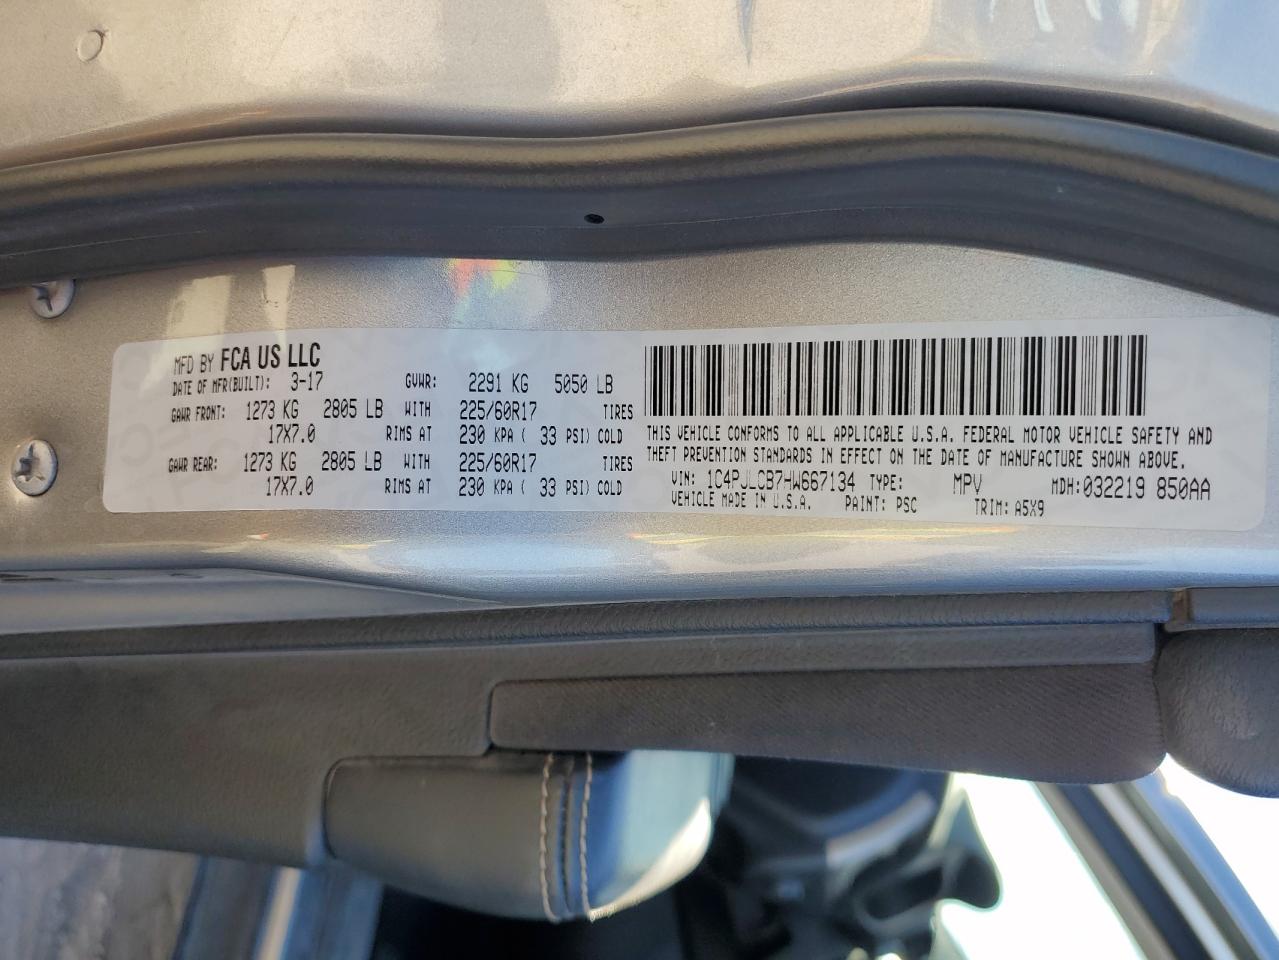 MFD BY FCA US LLC
DATE OF MFR(BUILT): 3-17 GVWR: 2291 KG 5050 LB
GAWR FRONT: 1273 KG 2805 LB WITH 225/60R17 TIRES
17X7.0 RIMS AT 230 KPA ( 33 PSI) COLD
GAWR REAR: 1273 KG 2805 LB WITH 225/60R17 TIRES
17X7.0 RIMS AT 230 KPA ( 33 PSI) COLD
THIS VEHICLE CONFORMS TO ALL APPLICABLE U.S.A. FEDERAL MOTOR VEHICLE SAFETY AND
THEFT PREVENTION STANDARDS IN EFFECT ON THE DATE OF MANUFACTURE SHOWN ABOVE.
VIN: 1C4PJLCB7HW667134 TYPE: MPV MDH:032219 850AA
VEHICLE MADE IN U.S.A. PAINT: PSC TRIM: A5X9